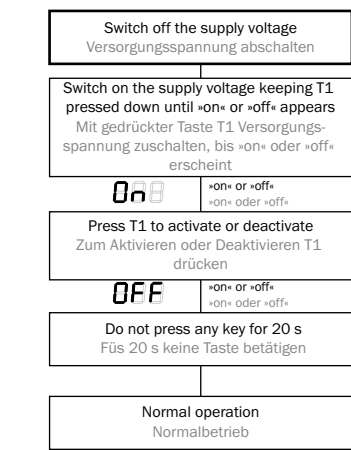 Switch off the supply voltage
Versorgungsspannung abschalten
Switch on the supply voltage keeping T1
pressed down until »on« or »off« appears
Mit gedrückter Taste T1 Versorgungs-
spannung zuschalten, bis »on« oder »off«
erscheint
On
»on« or »off«
»on« oder »off«
Press T1 to activate or deactivate
Zum Aktivieren oder Deaktivieren T1
drücken
OFF
»on« or »off«
»on« oder »off«
Do not press any key for 20 s
Füs 20 s keine Taste betätigen
Normal operation
Normalbetrieb